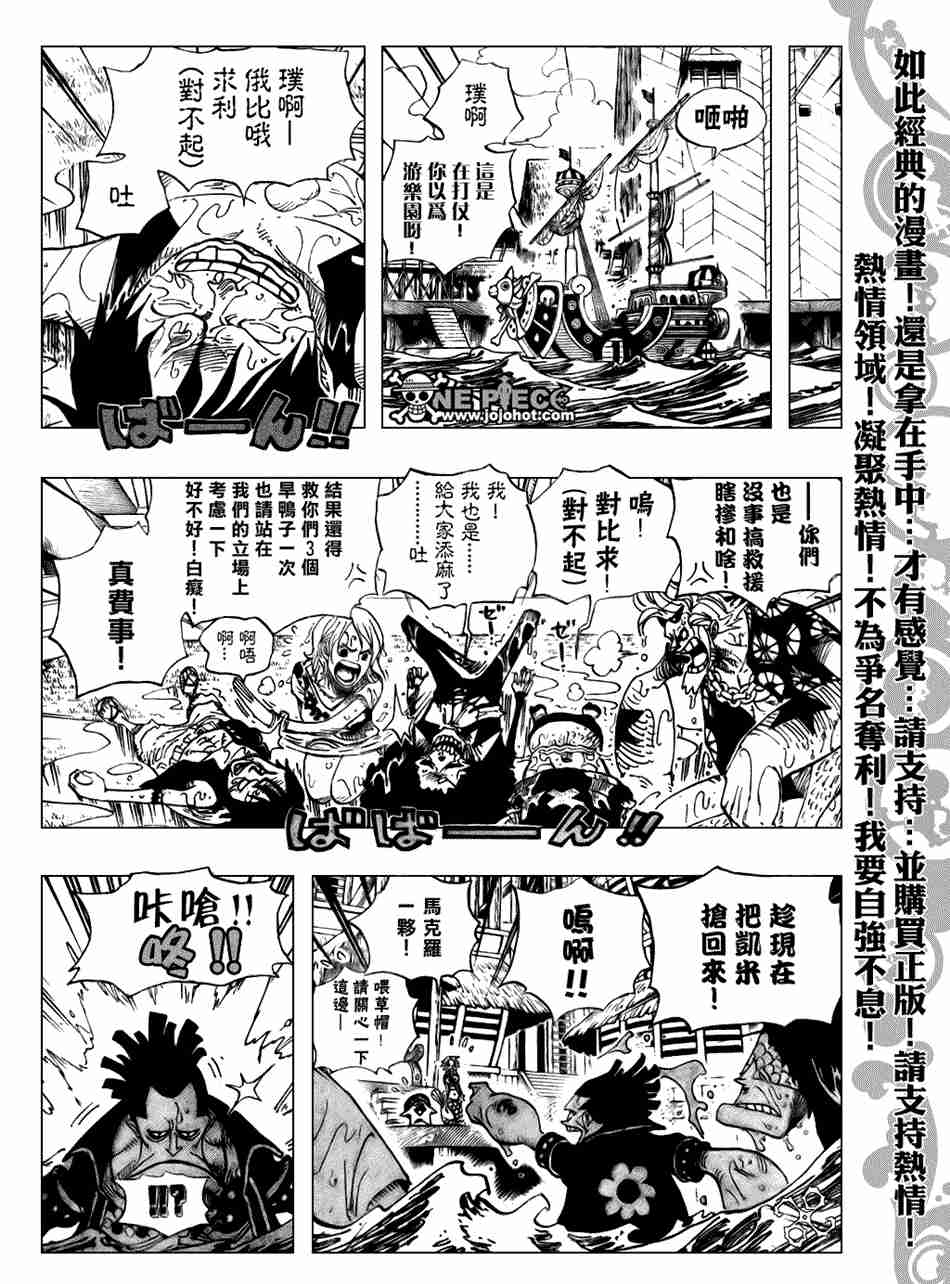 如此經典的漫畫！還是拿在手中…才有感覺…請支持…並購買正版！請支持熱情！
熱情領域！凝聚熱情！不為爭名奪利！我要自強不息！
咂啪
璞啊
這是
在打仗！
你以爲
游樂園呀！
ONE PIECE
www.jojohot.com
璞啊—
俄比哦
求利
（對不起）
吐
ばーん!!
——你們
也是
沒事搞救援
瞎摻和啥！
嗚！
對比求！
（對不起）
我！
我也是……
給大家添麻了
………吐
ゼー
ゼー
結果還得
救你們3個
旱鴨子一次
也請站在
我們的立場上
考慮一下
好不好！白癡！
啊唔
啊…
真費事！
ばばーん!!
趁現在
把凱米
搶回來！
嗚啊!!
馬克羅
一夥！
喂草帽！
請關心一下
這邊—
咔嗆!!
咚!!
!!?